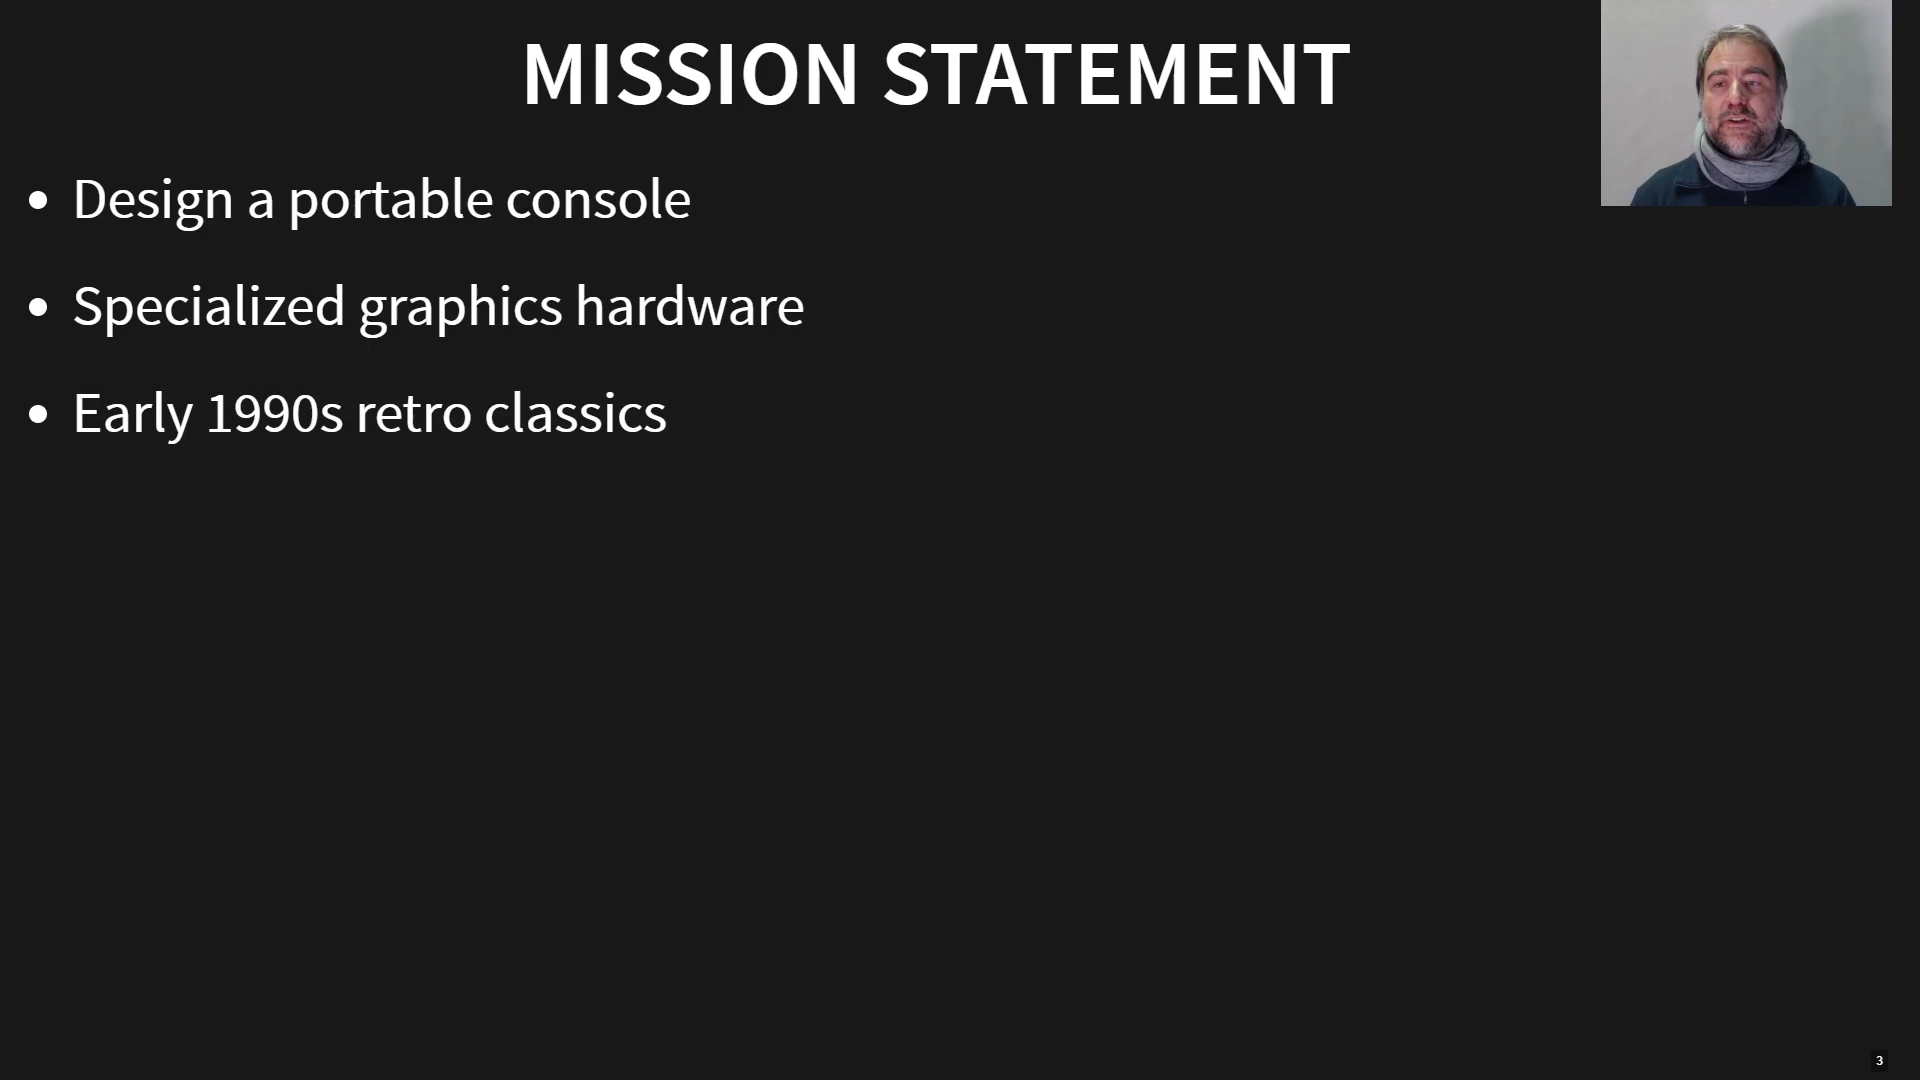 MISSION STATEMENT
• Design a portable console
• Specialized graphics hardware
• Early 1990s retro classics
3